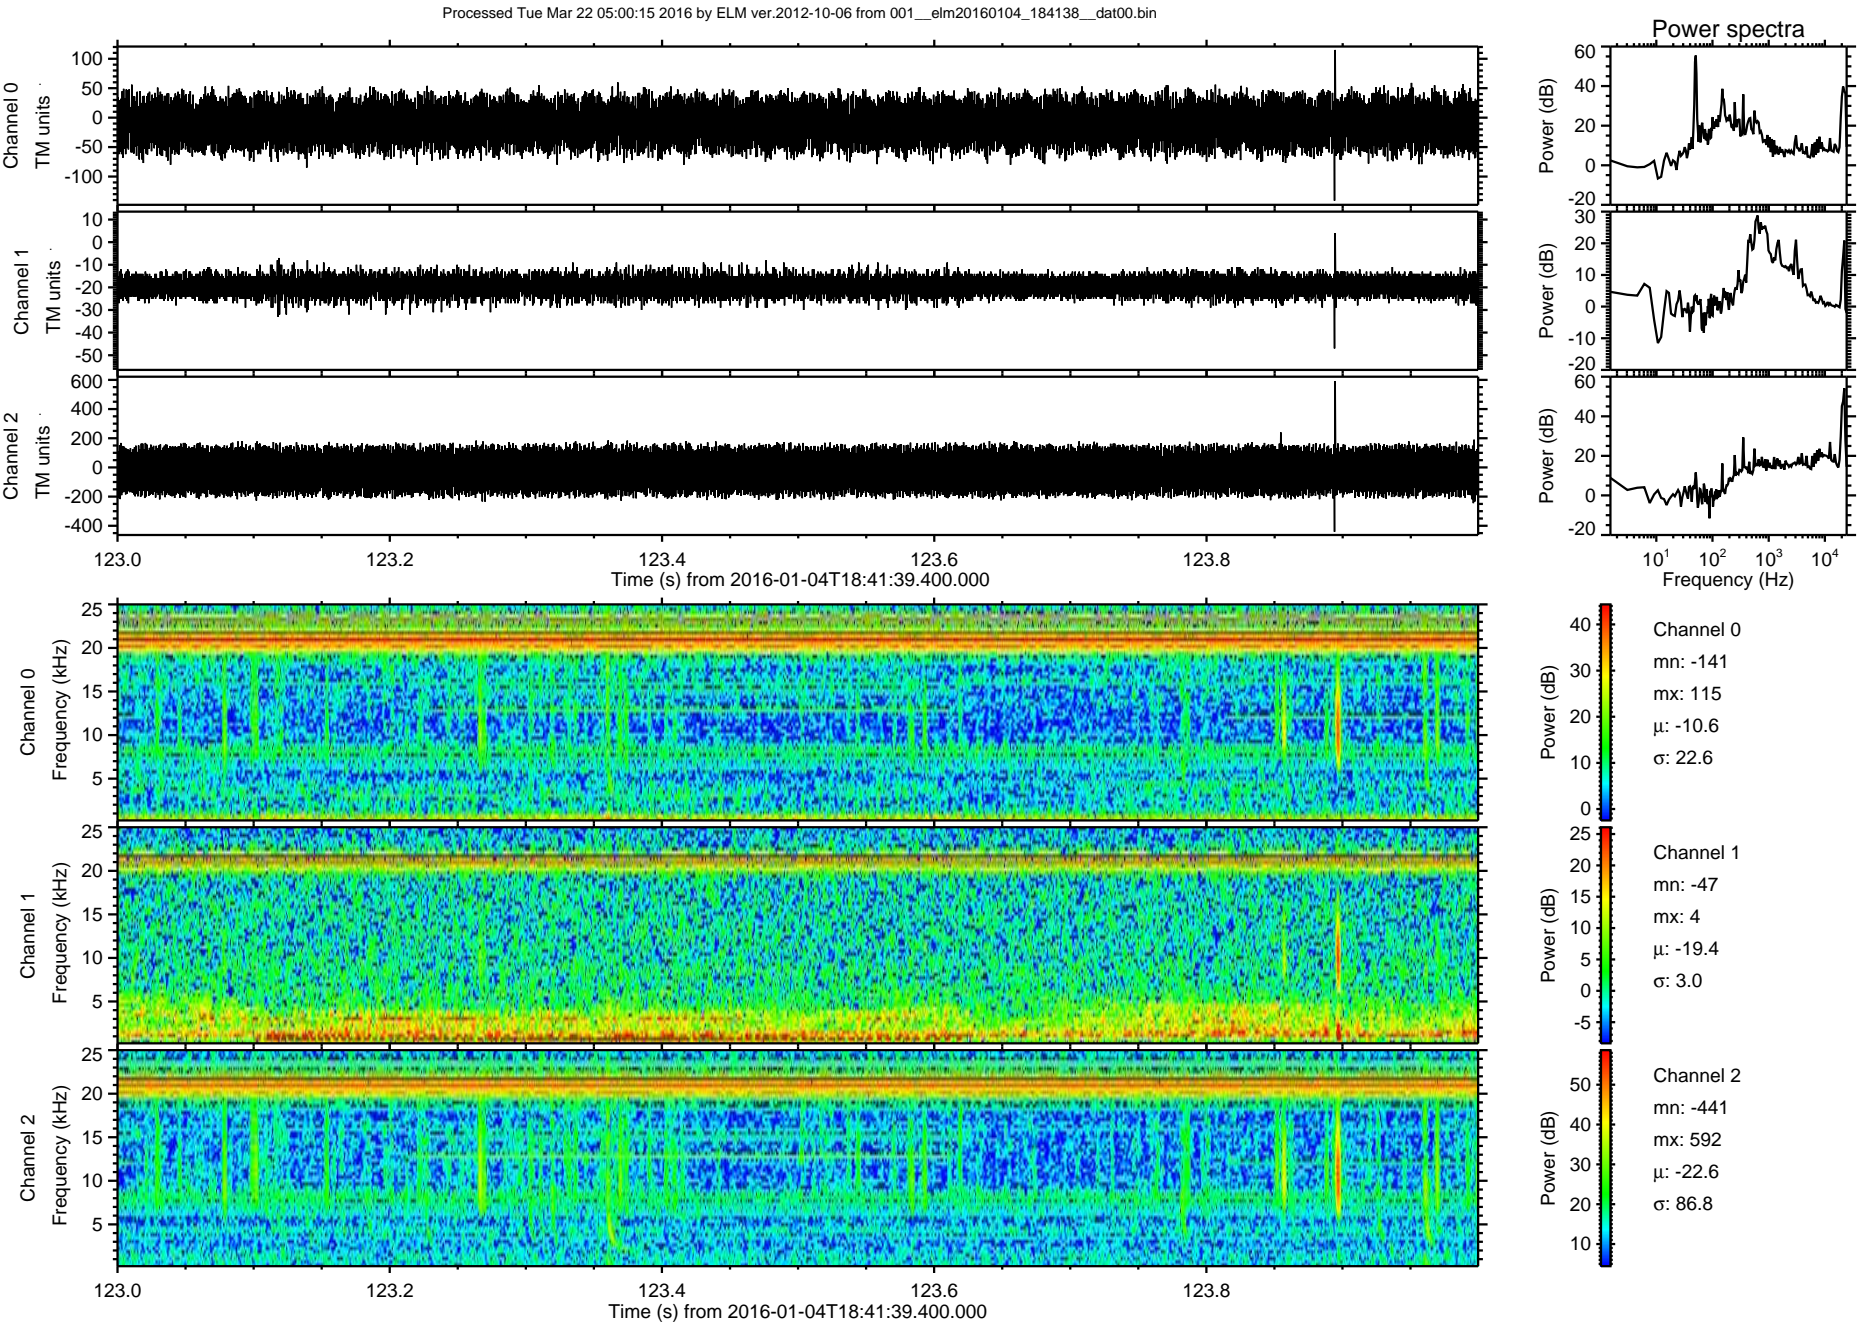 Processed Tue Mar 22 05:00:15 2016 by ELM ver.2012-10-06 from 001__elm20160104_184138__dat00.bin
Power spectra
Channel 0
TM units
100
50
0
-50
-100
Power (dB)
60
40
20
0
-20
Channel 1
TM units
10
0
-10
-20
-30
-40
-50
Power (dB)
30
20
10
0
-10
-20
Channel 2
TM units
600
400
200
0
-200
-400
Power (dB)
60
40
20
0
-20
123.0 123.2 123.4 123.6 123.8
Time (s) from 2016-01-04T18:41:39.400.000
10¹ 10² 10³ 10⁴
Frequency (Hz)
Channel 0
Frequency (kHz)
25
20
15
10
5
Power (dB)
40
30
20
10
0
Channel 0
mn: -141
mx: 115
μ: -10.6
σ: 22.6
Channel 1
Frequency (kHz)
25
20
15
10
5
Power (dB)
25
20
15
10
5
0
-5
Channel 1
mn: -47
mx: 4
μ: -19.4
σ: 3.0
Channel 2
Frequency (kHz)
25
20
15
10
5
Power (dB)
50
40
30
20
10
Channel 2
mn: -441
mx: 592
μ: -22.6
σ: 86.8
123.0 123.2 123.4 123.6 123.8
Time (s) from 2016-01-04T18:41:39.400.000